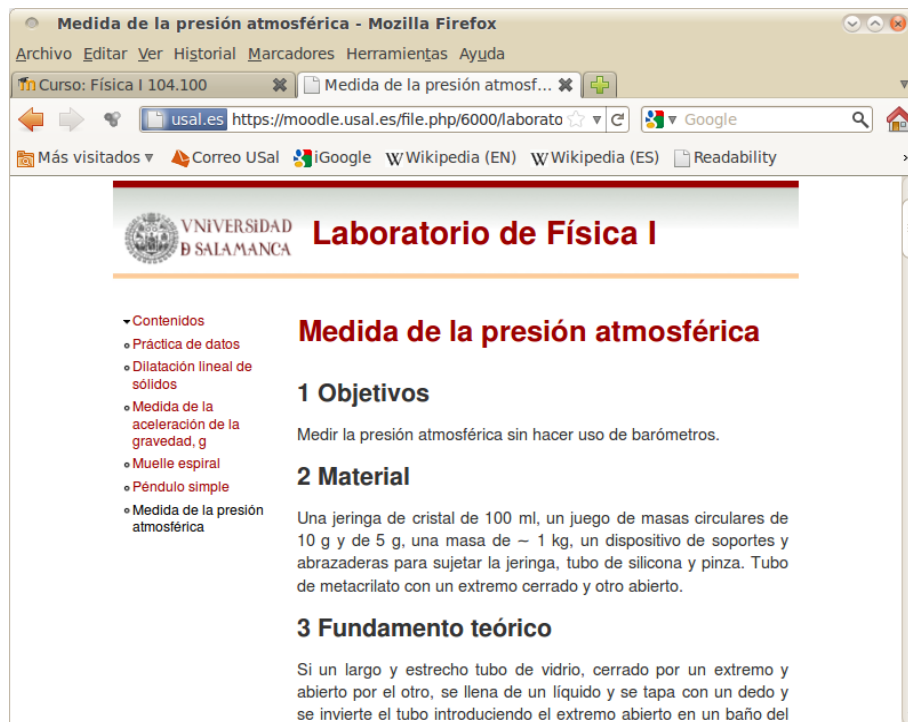 Medida de la presión atmosférica - Mozilla Firefox
Archivo Editar Ver Historial Marcadores Herramientas Ayuda
Curso: Física I 104.100
Medida de la presión atmosf...
usal.es https://moodle.usal.es/file.php/6000/laborato
Google
Más visitados Correo USal iGoogle Wikipedia (EN) Wikipedia (ES) Readability
VNIVERSIDAD
D SALAMANCA
Laboratorio de Física I
Contenidos
Práctica de datos
Dilatación lineal de
sólidos
Medida de la
aceleración de la
gravedad, g
Muelle espiral
Péndulo simple
Medida de la presión
atmosférica
Medida de la presión atmosférica
1 Objetivos
Medir la presión atmosférica sin hacer uso de barómetros.
2 Material
Una jeringa de cristal de 100 ml, un juego de masas circulares de
10 g y de 5 g, una masa de ~ 1 kg, un dispositivo de soportes y
abrazaderas para sujetar la jeringa, tubo de silicona y pinza. Tubo
de metacrilato con un extremo cerrado y otro abierto.
3 Fundamento teórico
Si un largo y estrecho tubo de vidrio, cerrado por un extremo y
abierto por el otro, se llena de un líquido y se tapa con un dedo y
se invierte el tubo introduciendo el extremo abierto en un baño del